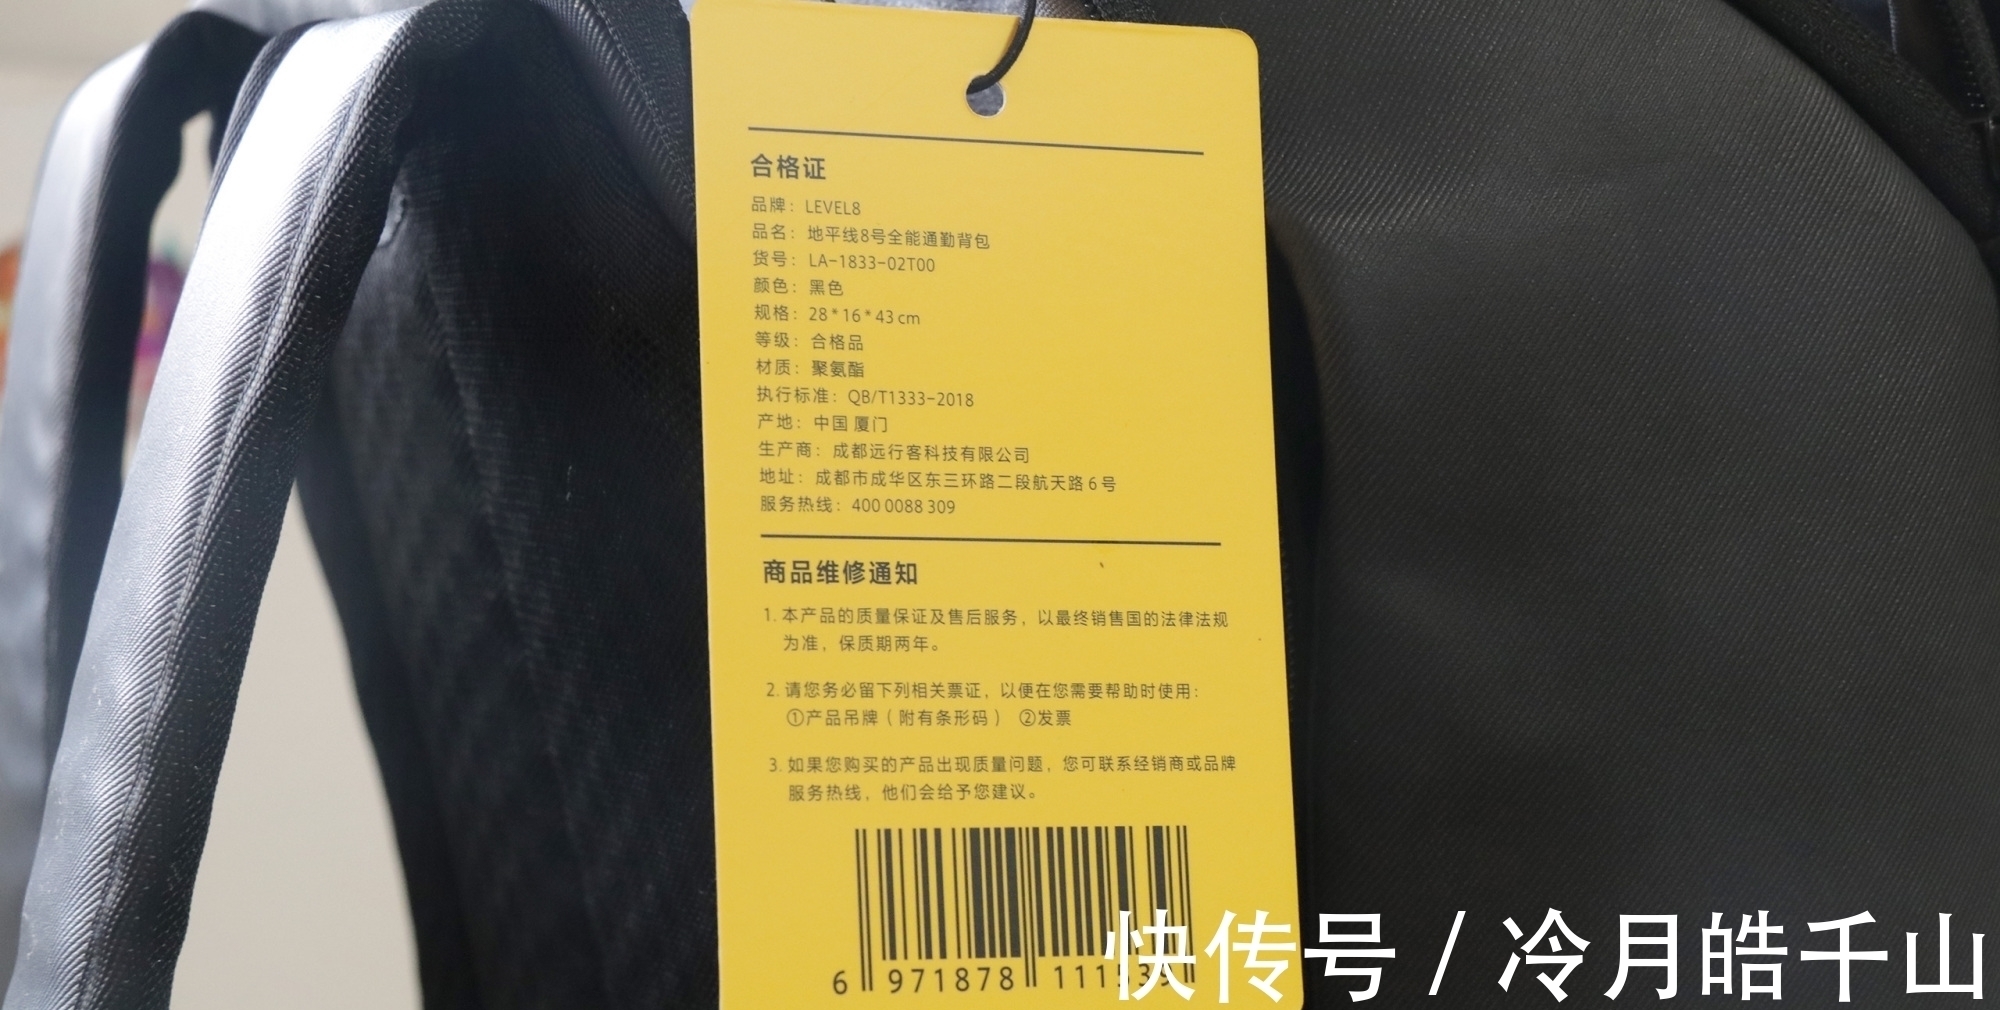 合格证
品牌：LEVEL8
品名：地平线8号全能通勤背包
货号：LA-1833-02T00
颜色：黑色
规格：28*16*43cm
等级：合格品
材质：聚氨酯
执行标准：QB/T1333-2018
产地：中国 厦门
生产商：成都远行客科技有限公司
地址：成都市成华区东三环路二段航天路6号
服务热线：400 0088 309
商品维修通知
1. 本产品的质量保证及售后服务，以最终销售国的法律法规
为准，保质期两年。
2. 请您务必留下列相关票证，以便在您需要帮助时使用：
①产品吊牌（附有条形码） ②发票
3. 如果您购买的产品出现质量问题，您可联系经销商或品牌
服务热线，他们会给予您建议。
6 971878 111539
快传号 / 冷月皓千山